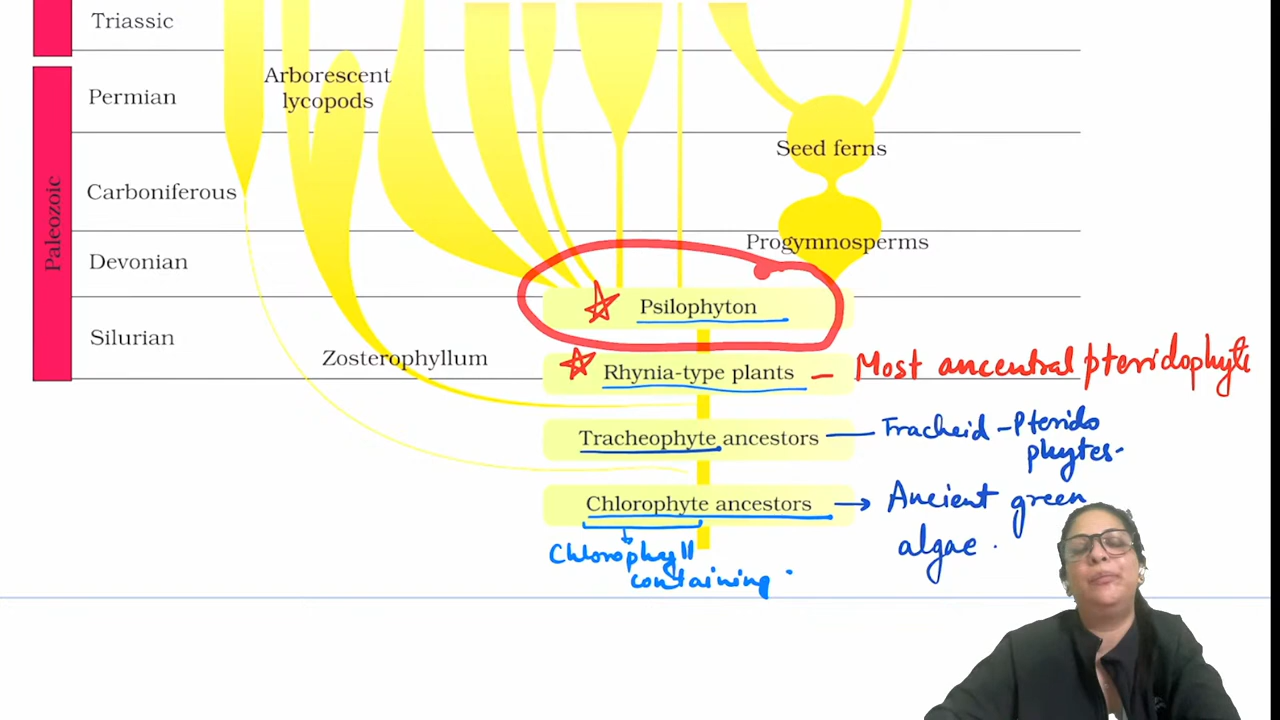 Triassic
Paleozoic
Permian
Arborescent
lycopods
Seed ferns
Carboniferous
Progymnosperms
Devonian
Psilophyton
Silurian
Zosterophyllum
Rhynia-type plants – Most ancentral pteridophyte
Tracheophyte ancestors — Tracheid – Pterido
phytes.
Chlorophyte ancestors → Ancient green
algae.
Chlorophyll
containing.